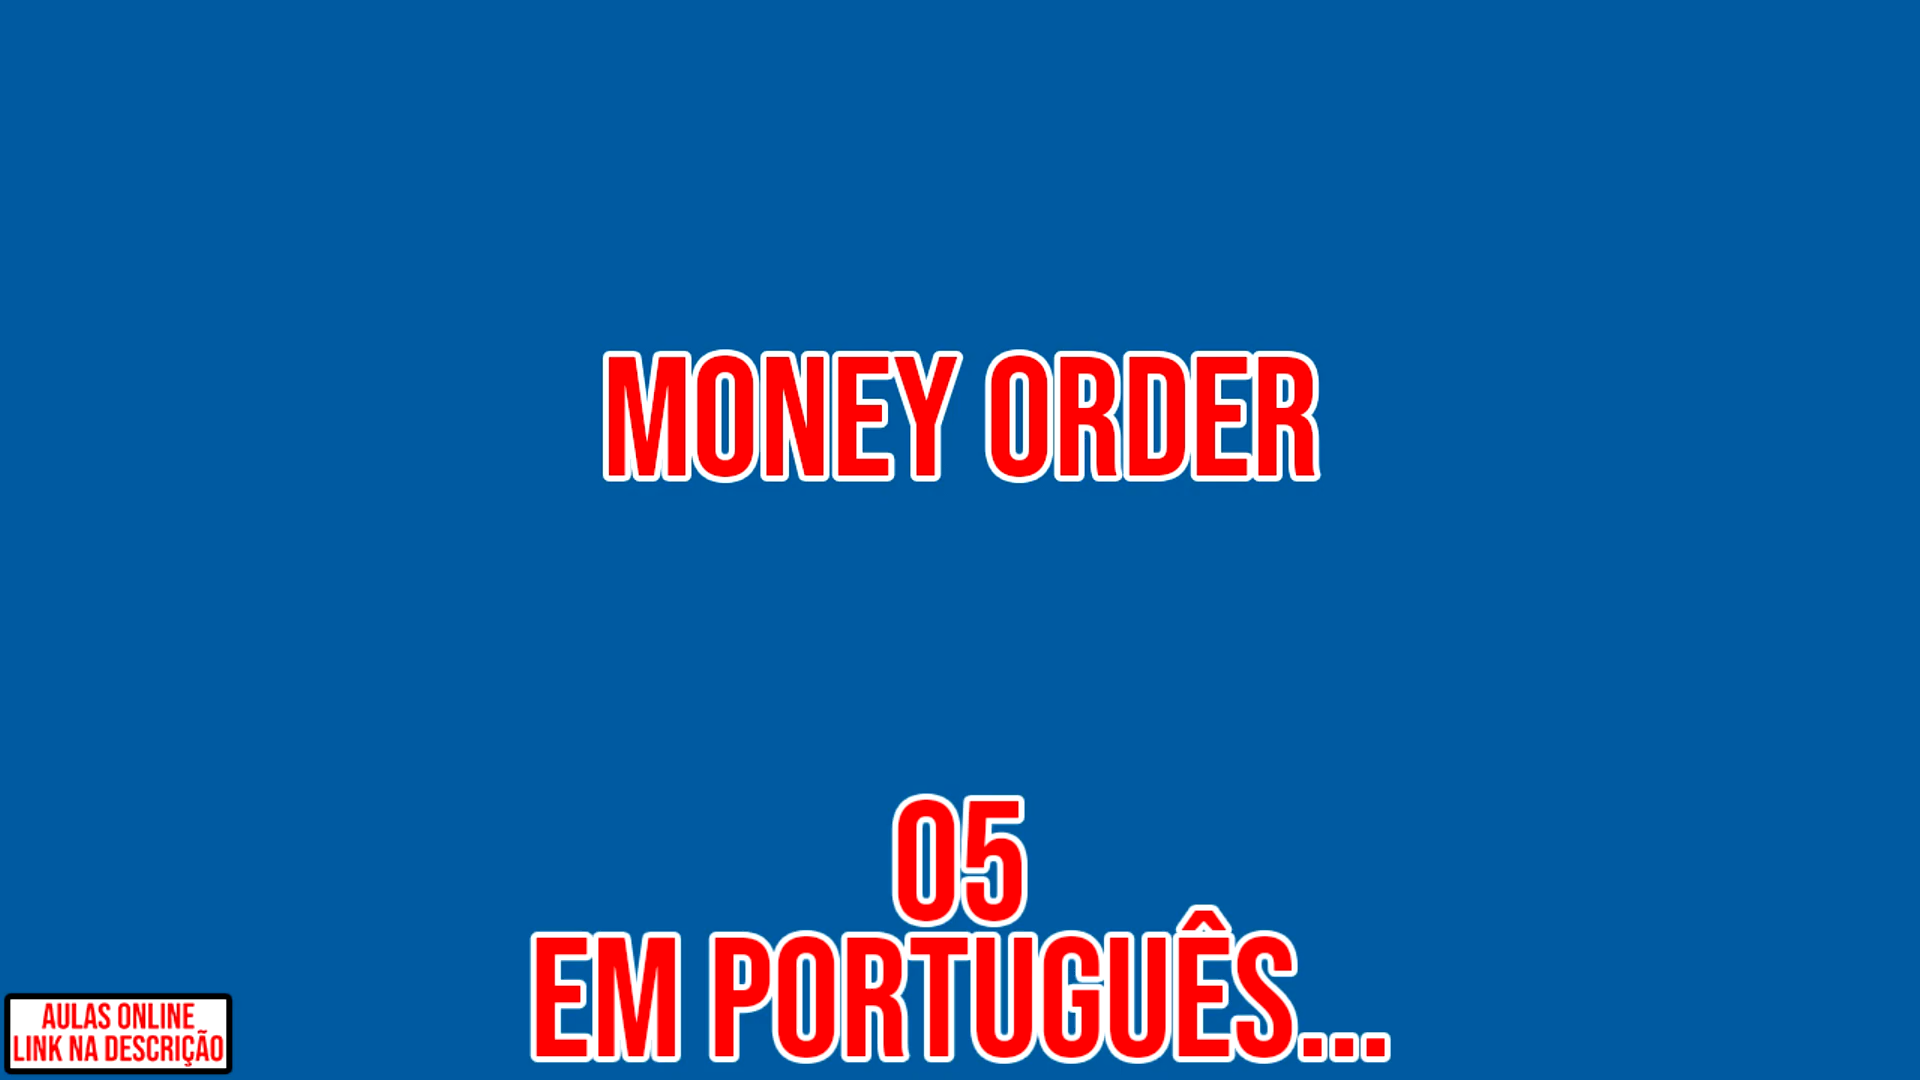 MONEY ORDER
05
EM PORTUGUÊS...
AULAS ONLINE
LINK NA DESCRIÇÃO